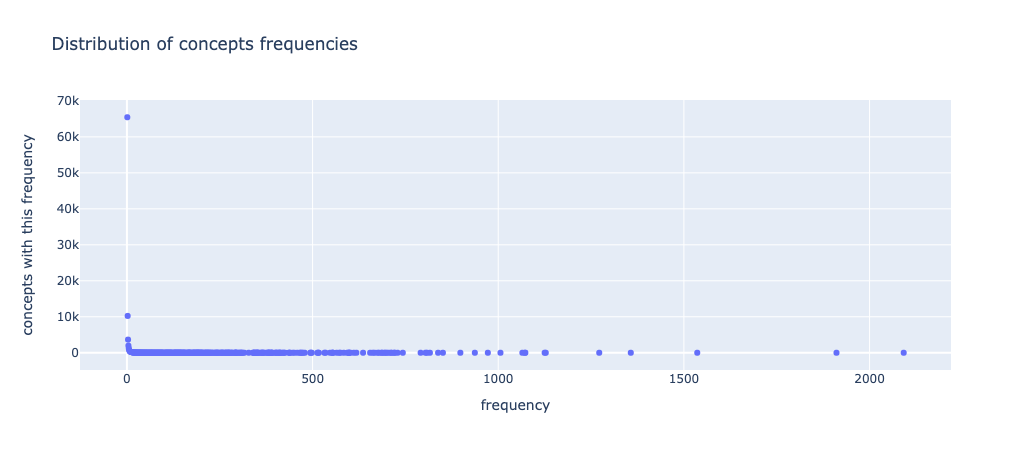 Distribution of concepts frequencies
70k
60k
50k
40k
30k
20k
10k
0
concepts with this frequency
0 500 1000 1500 2000
frequency